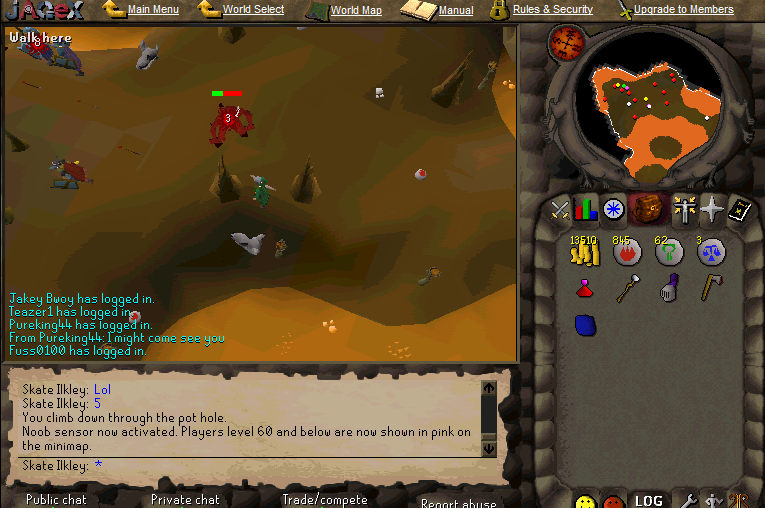 JAGEX Main Menu World Select World Map Manual Rules & Security Upgrade to Members
Walk here
8
3
13510 845 62 3
Jakey Bwoy has logged in.
Teazer1 has logged in.
Pureking44 has logged in.
From Pureking44: I might come see you
Fuss0100 has logged in.
Skate Ilkley: Lol
Skate Ilkley: 5
You climb down through the pot hole.
Noob sensor now activated. Players level 60 and below are now shown in pink on
the minimap.
Skate Ilkley: *
Public chat Private chat Trade/compete Report abuse
LOG